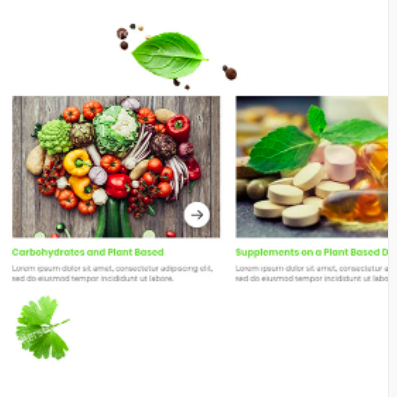 Carbohydrates and Plant Based
Lorem ipsum dolor sit amet, consectetur adipiscing elit,
sed do eiusmod tempor incididunt ut labore.
Supplements on a Plant Based D
Lorem ipsum dolor sit amet, consectetur a
sed do eiusmod tempor incididunt ut labo